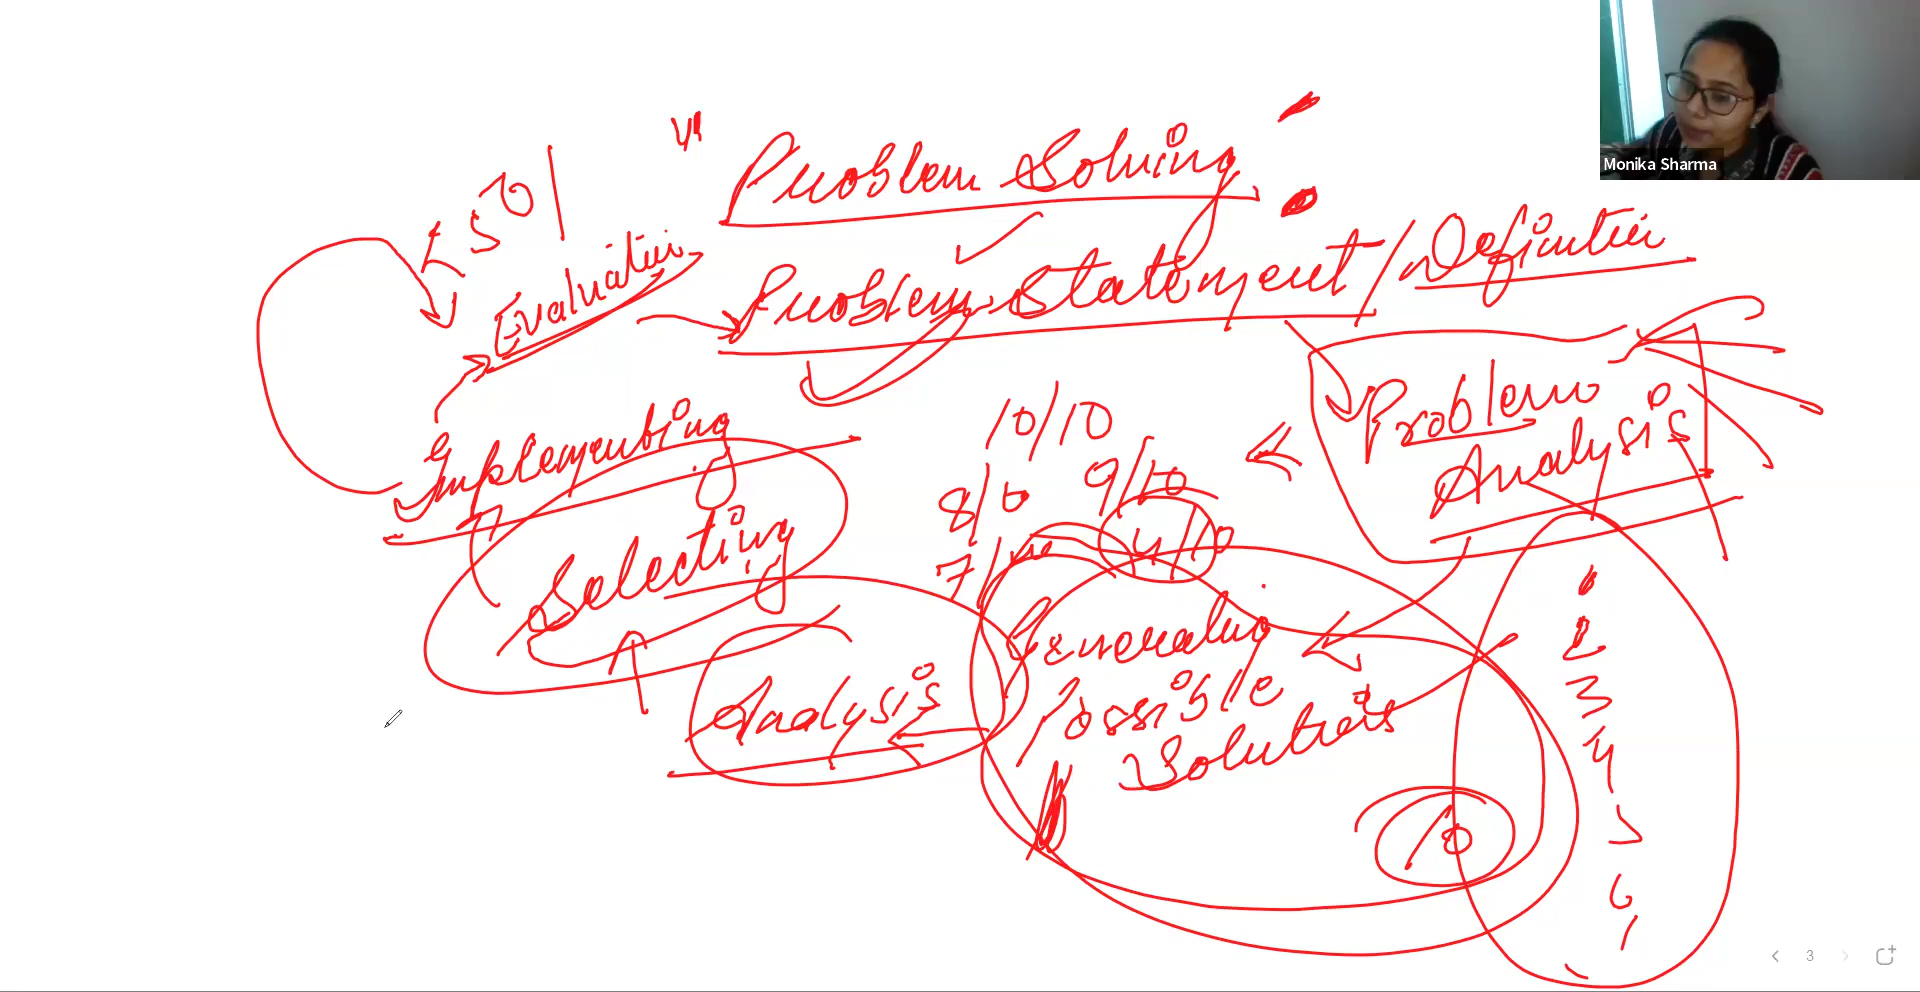 Monika Sharma
Problem Solving
Problem Statement / Definition
Evaluation
Problem
Analysis
Implementing
10/10
9/10
8/10
4/10
7/10
Selecting
Generating
Possible
Solutions
Analysis
10
1
2
3
4
5
6
3